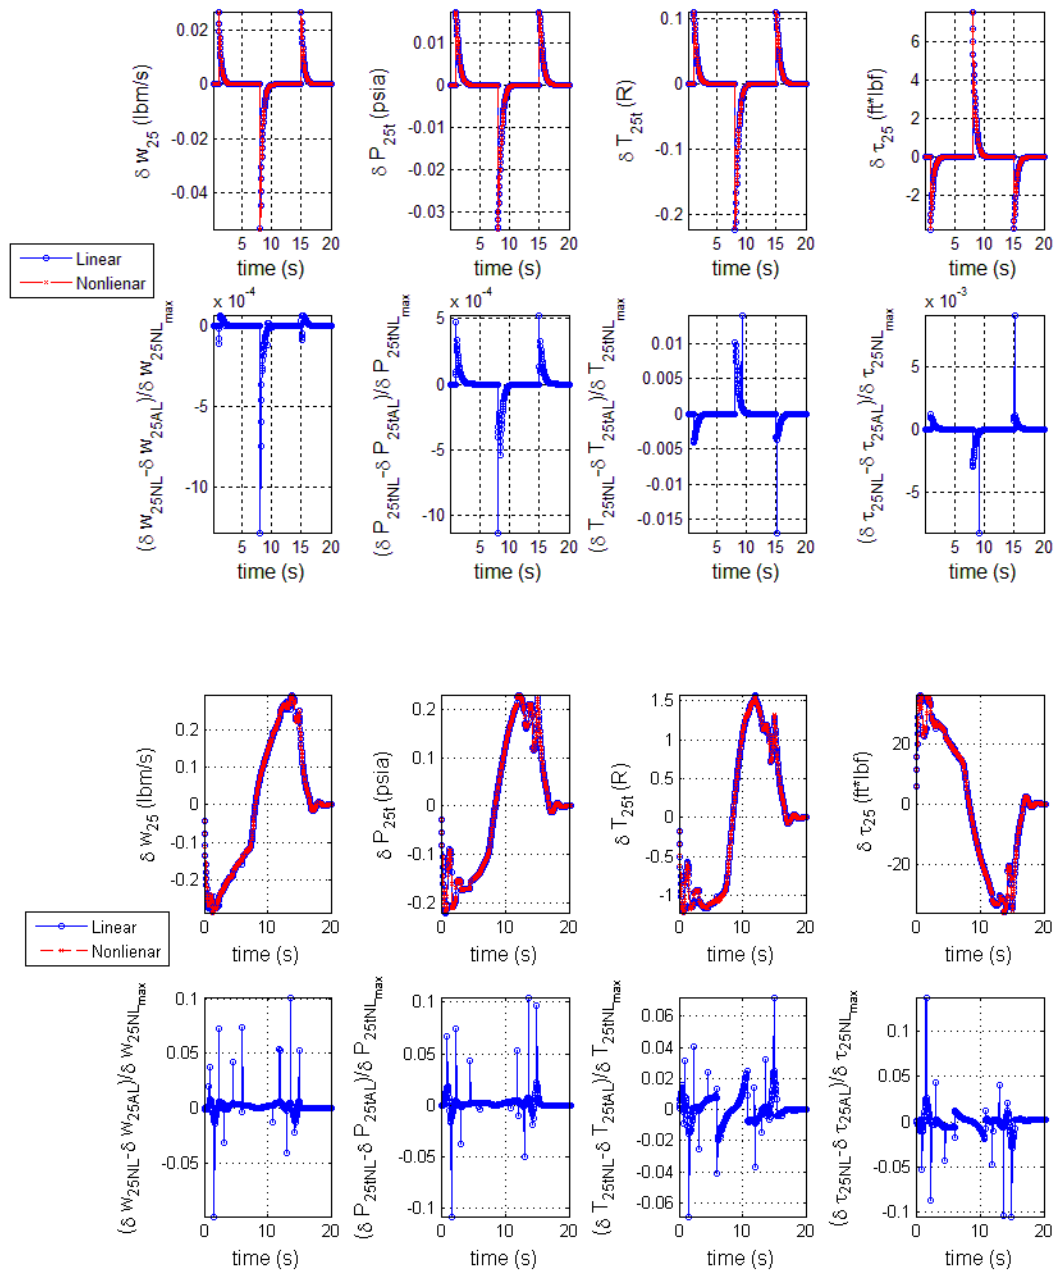 δ w25 (lbm/s)
0.02
0
-0.02
-0.04
5 10 15 20
time (s)
δ P25t (psia)
0.01
0
-0.01
-0.02
-0.03
5 10 15 20
time (s)
δ T25t (R)
0.1
0
-0.1
-0.2
5 10 15 20
time (s)
δ τ25 (ft*lbf)
6
4
2
0
-2
5 10 15 20
time (s)
Linear
Nonlienar
(δ w25NL-δ w25AL)/δ w25NLmax
x 10-4
0
-5
-10
5 10 15 20
time (s)
(δ P25tNL-δ P25tAL)/δ P25tNLmax
x 10-4
5
0
-5
-10
5 10 15 20
time (s)
(δ T25tNL-δ T25tAL)/δ T25tNLmax
0.01
0.005
0
-0.005
-0.01
-0.015
5 10 15 20
time (s)
(δ τ25NL-δ τ25AL)/δ τ25NLmax
x 10-3
5
0
-5
5 10 15 20
time (s)
δ w25 (lbm/s)
0.2
0.1
0
-0.1
-0.2
0 10 20
time (s)
δ P25t (psia)
0.2
0.1
0
-0.1
-0.2
0 10 20
time (s)
δ T25t (R)
1.5
1
0.5
0
-0.5
-1
0 10 20
time (s)
δ τ25 (ft*lbf)
20
0
-20
0 10 20
time (s)
Linear
Nonlienar
(δ w25NL-δ w25AL)/δ w25NLmax
0.1
0.05
0
-0.05
0 10 20
time (s)
(δ P25tNL-δ P25tAL)/δ P25tNLmax
0.1
0.05
0
-0.05
-0.1
0 10 20
time (s)
(δ T25tNL-δ T25tAL)/δ T25tNLmax
0.06
0.04
0.02
0
-0.02
-0.04
-0.06
0 10 20
time (s)
(δ τ25NL-δ τ25AL)/δ τ25NLmax
0.1
0.05
0
-0.05
-0.1
0 10 20
time (s)